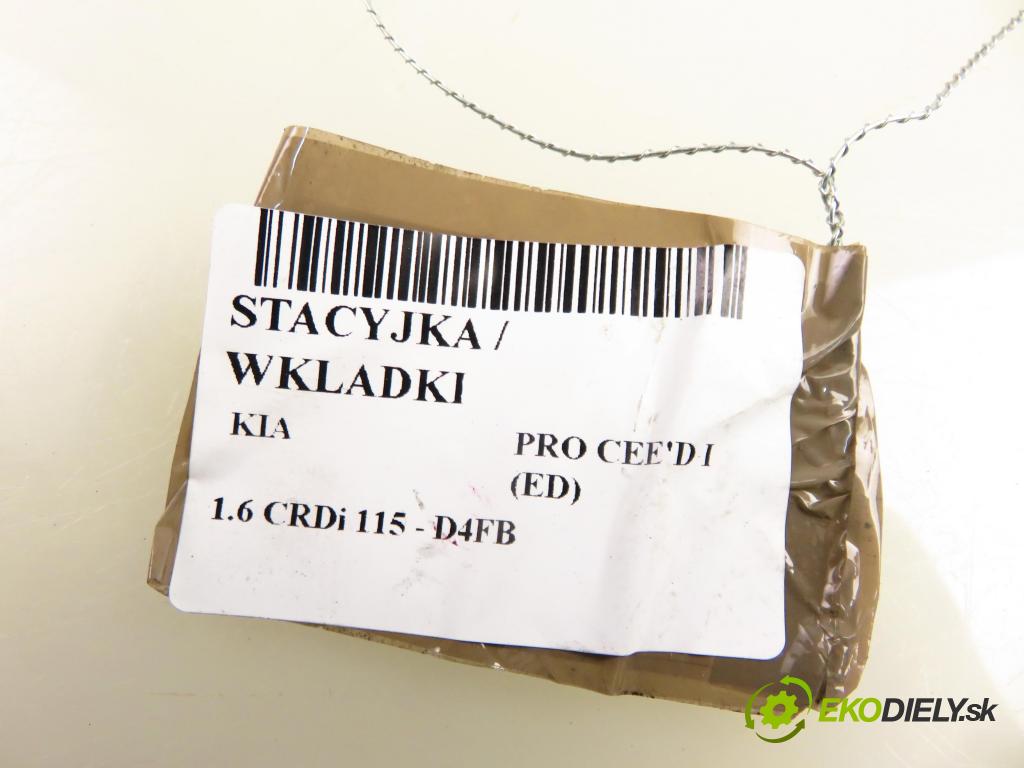 STACYJKA /
WKLADKI
KIA
PRO CEE'D I
(ED)
1.6 CRDi 115 - D4FB
EKODIELY.sk